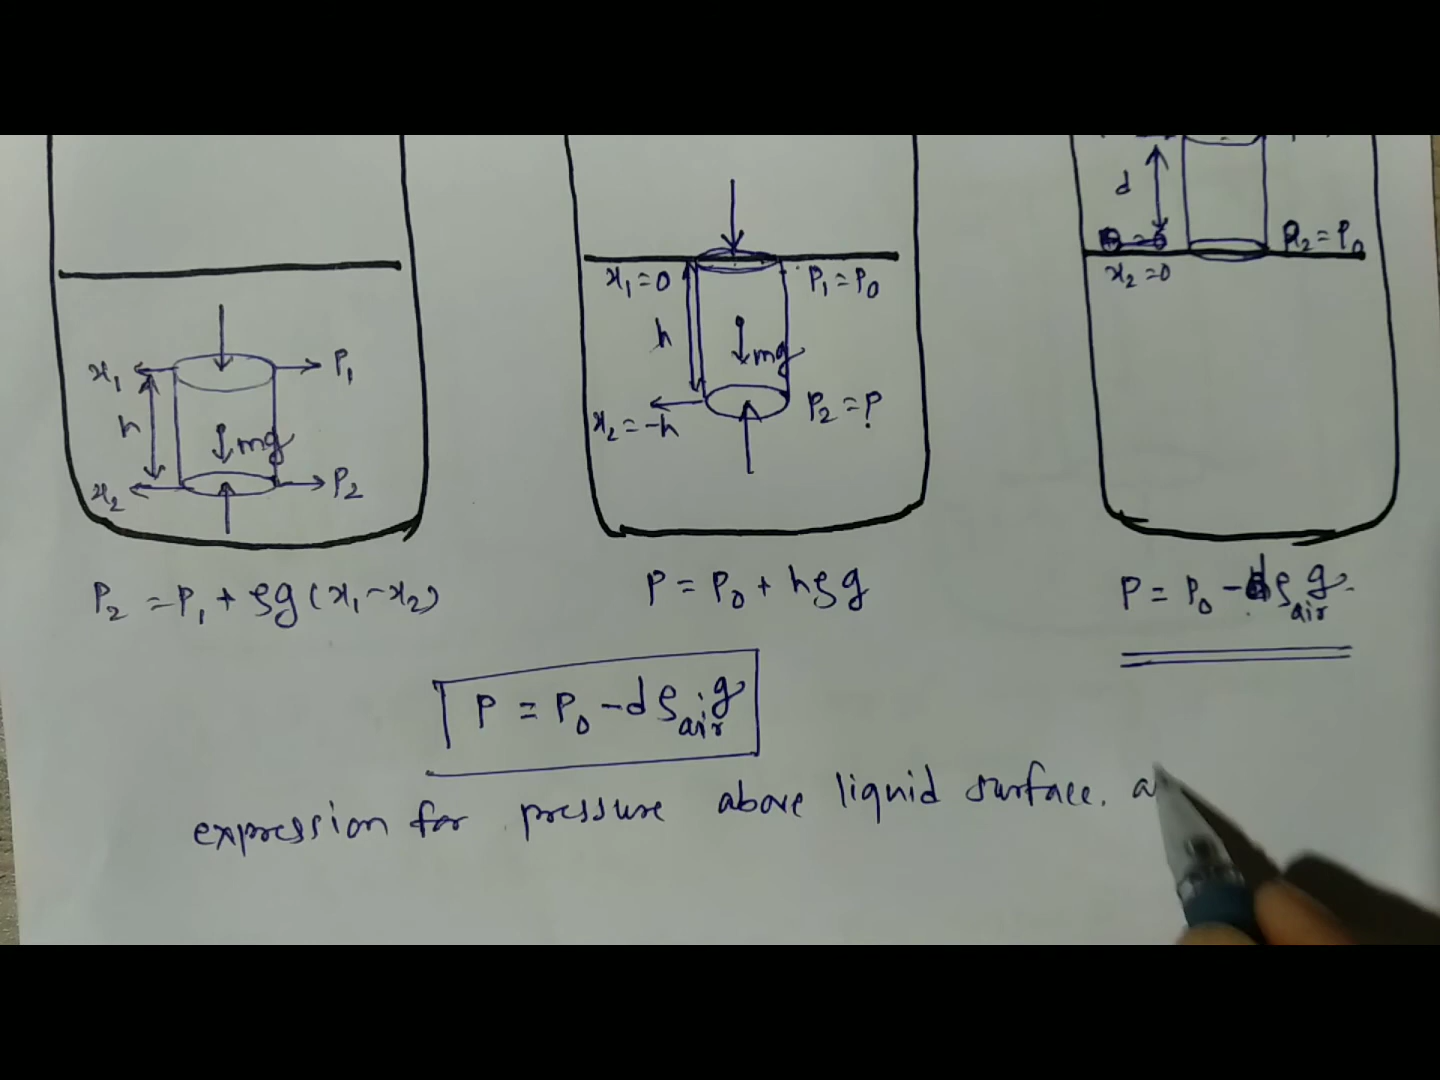 d
P₂ = P₀
x₂ = 0
x₁ = 0
P₁ = P₀
h
mg
x₂ = -h
P₂ = ?
x₁
P₁
h
mg
x₂
P₂
P₂ = P₁ + ρg (x₁ - x₂)
P = P₀ + hρg
P = P₀ - dρair g
P = P₀ - dρair g
expression for pressure above liquid surface. a